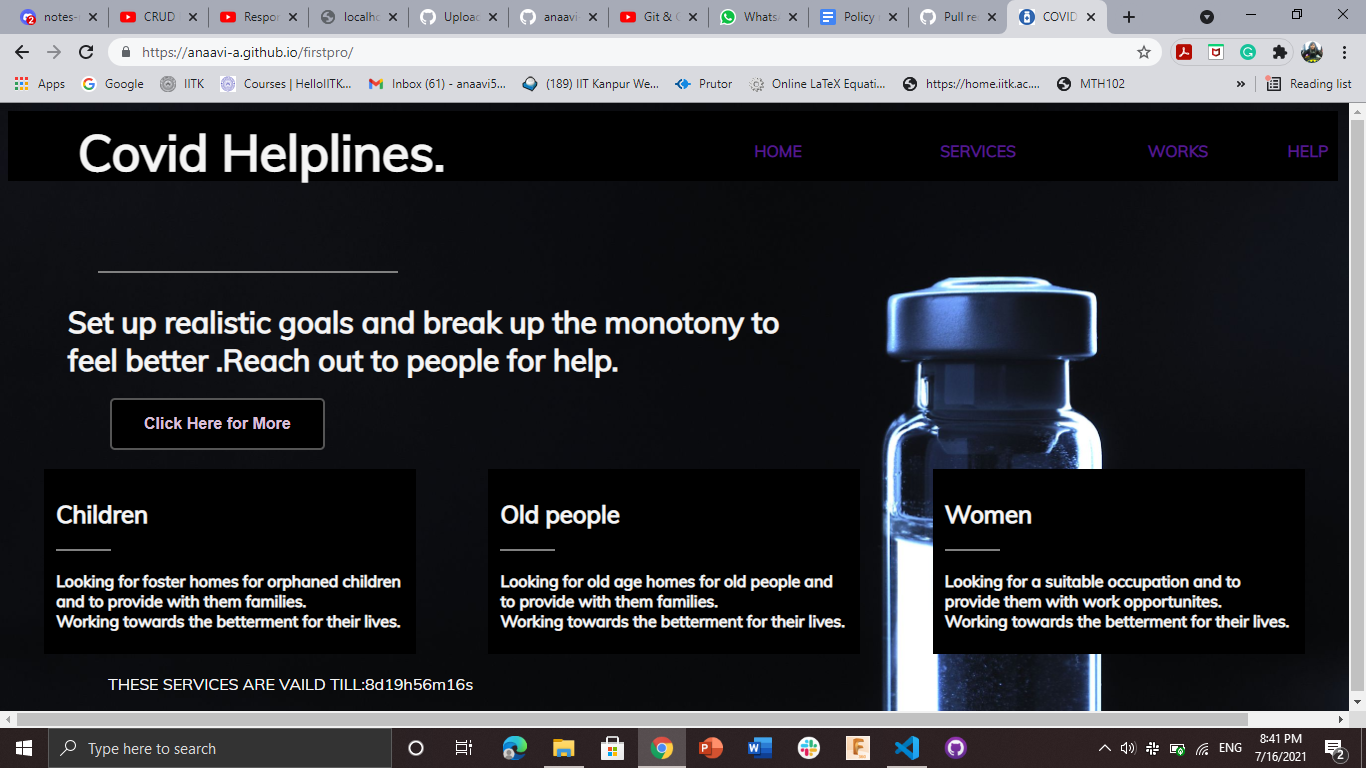 notes-
CRUD
Respo
localho
Uploac
anaavi-
Git & G
Whats
Policy
Pull re
COVID
https://anaavi-a.github.io/firstpro/
Apps
Google
IITK
Courses | HelloIITK...
Inbox (61) - anaavi5...
(189) IIT Kanpur We...
Prutor
Online LaTeX Equati...
https://home.iitk.ac....
MTH102
»
Reading list
Covid Helplines.
HOME
SERVICES
WORKS
HELP
Set up realistic goals and break up the monotony to
feel better .Reach out to people for help.
Click Here for More
Children
Looking for foster homes for orphaned children
and to provide with them families.
Working towards the betterment for their lives.
Old people
Looking for old age homes for old people and
to provide with them families.
Working towards the betterment for their lives.
Women
Looking for a suitable occupation and to
provide them with work opportunites.
Working towards the betterment for their lives.
THESE SERVICES ARE VAILD TILL:8d19h56m16s
Type here to search
ENG
8:41 PM
7/16/2021
2